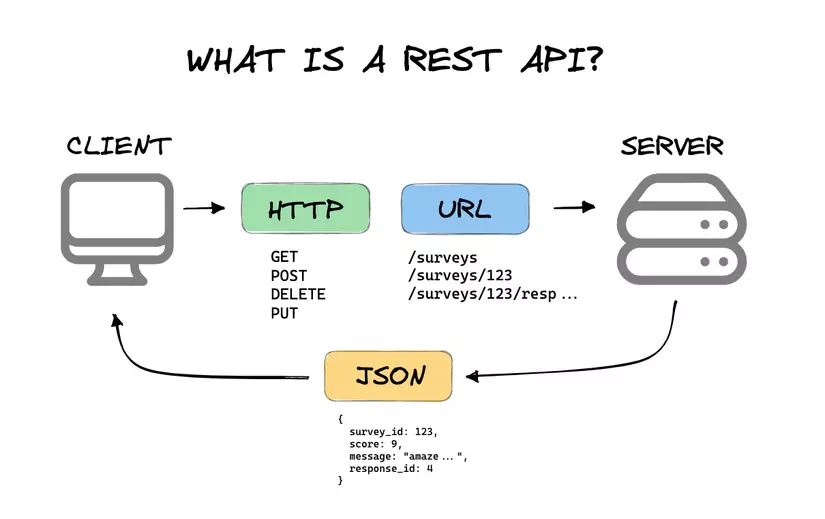 WHAT IS A REST API?
CLIENT
SERVER
HTTP
URL
GET
POST
DELETE
PUT
/surveys
/surveys/123
/surveys/123/resp...
JSON
{
survey_id: 123,
score: 9,
message: "amaze...",
response_id: 4
}